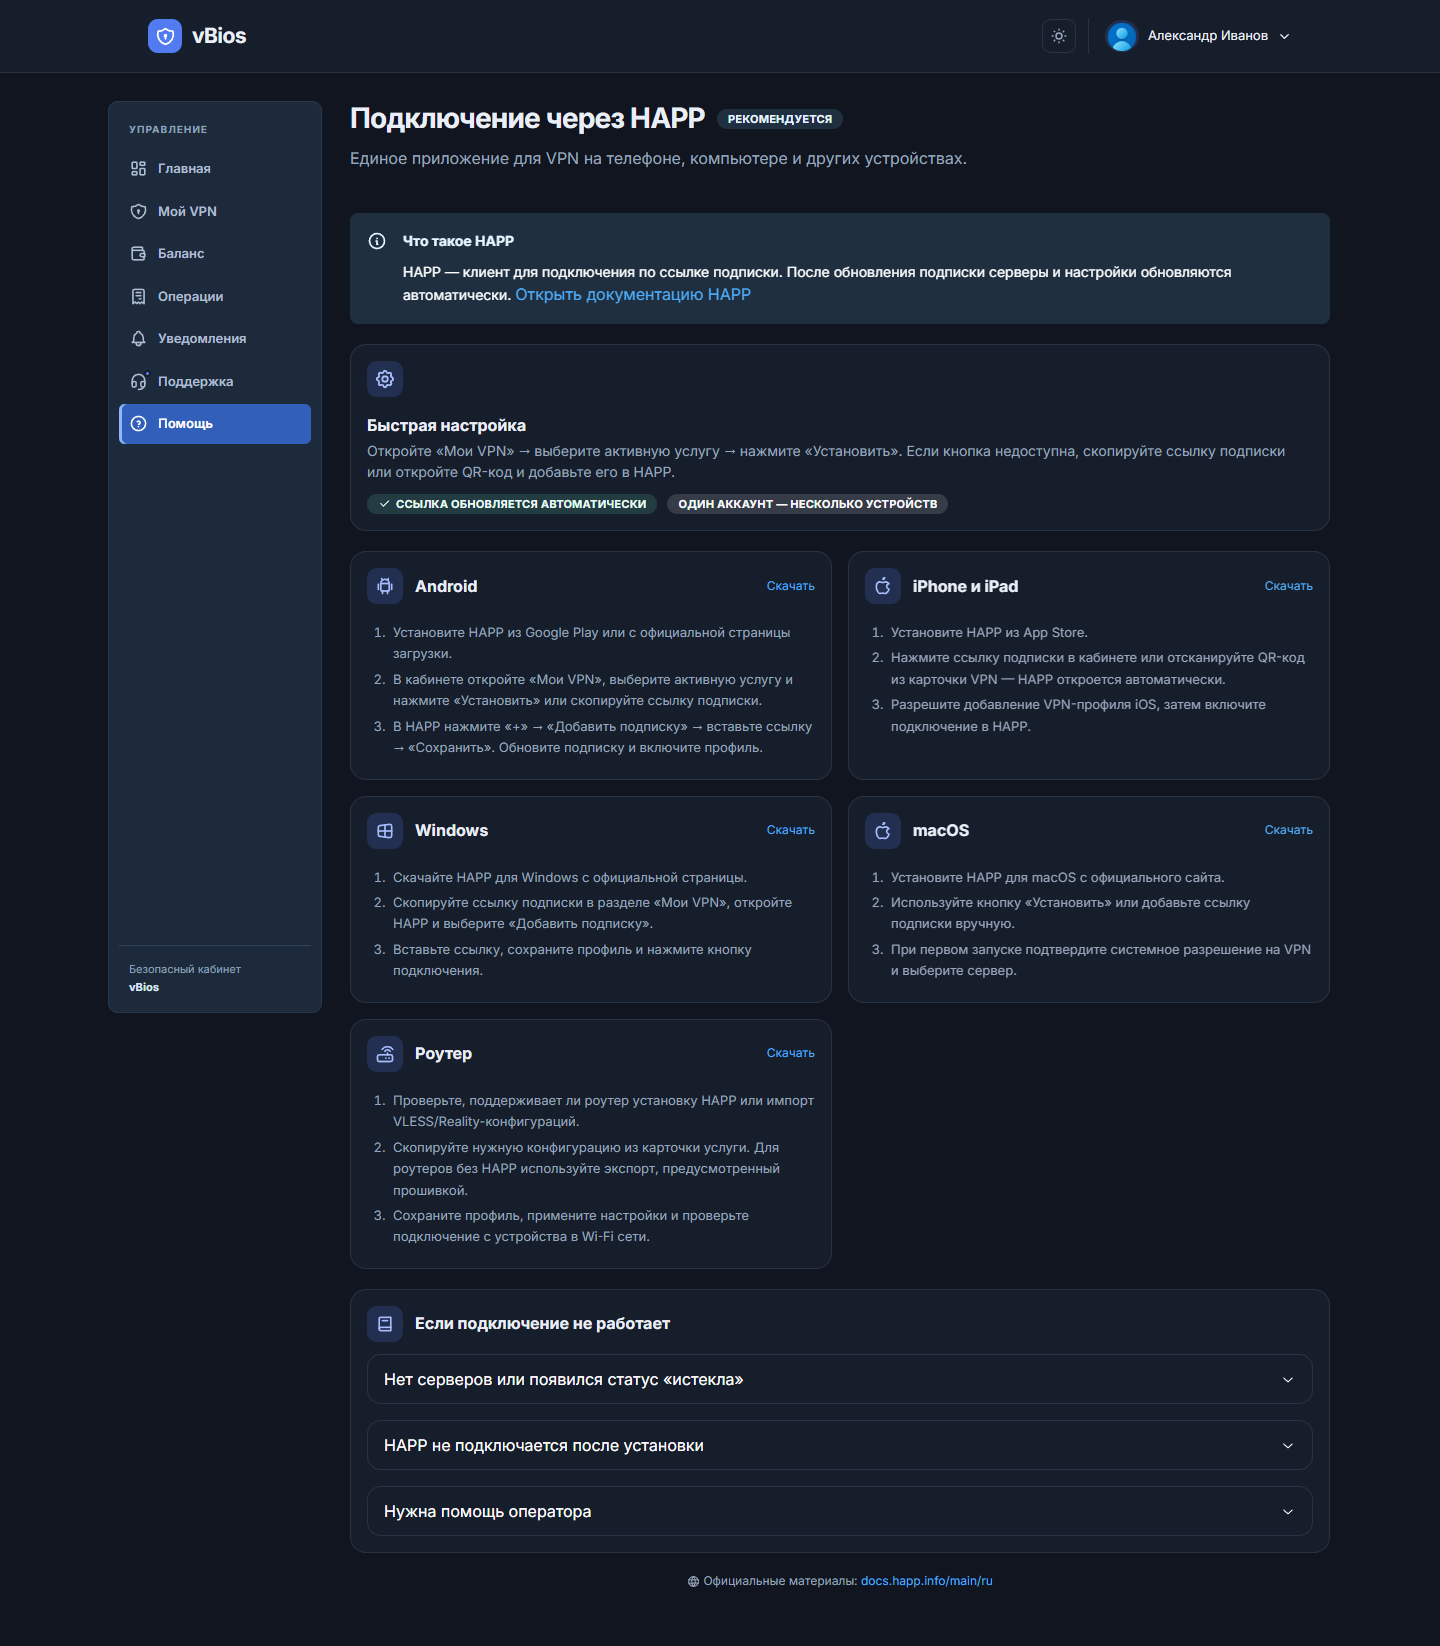 vBios
Александр Иванов
УПРАВЛЕНИЕ
Главная
Мой VPN
Баланс
Операции
Уведомления
Поддержка
Помощь
Безопасный кабинет
vBios
Подключение через HAPP
РЕКОМЕНДУЕТСЯ
Единое приложение для VPN на телефоне, компьютере и других устройствах.
Что такое HAPP
HAPP — клиент для подключения по ссылке подписки. После обновления подписки серверы и настройки обновляются
автоматически. Открыть документацию HAPP
Быстрая настройка
Откройте «Мои VPN» → выберите активную услугу → нажмите «Установить». Если кнопка недоступна, скопируйте ссылку подписки
или откройте QR-код и добавьте его в HAPP.
ССЫЛКА ОБНОВЛЯЕТСЯ АВТОМАТИЧЕСКИ
ОДИН АККАУНТ — НЕСКОЛЬКО УСТРОЙСТВ
Android
Скачать
1. Установите HAPP из Google Play или с официальной страницы
загрузки.
2. В кабинете откройте «Мои VPN», выберите активную услугу и
нажмите «Установить» или скопируйте ссылку подписки.
3. В HAPP нажмите «+» → «Добавить подписку» → вставьте ссылку
→ «Сохранить». Обновите подписку и включите профиль.
iPhone и iPad
Скачать
1. Установите HAPP из App Store.
2. Нажмите ссылку подписки в кабинете или отсканируйте QR-код
из карточки VPN — HAPP откроется автоматически.
3. Разрешите добавление VPN-профиля iOS, затем включите
подключение в HAPP.
Windows
Скачать
1. Скачайте HAPP для Windows с официальной страницы.
2. Скопируйте ссылку подписки в разделе «Мои VPN», откройте
HAPP и выберите «Добавить подписку».
3. Вставьте ссылку, сохраните профиль и нажмите кнопку
подключения.
macOS
Скачать
1. Установите HAPP для macOS с официального сайта.
2. Используйте кнопку «Установить» или добавьте ссылку
подписки вручную.
3. При первом запуске подтвердите системное разрешение на VPN
и выберите сервер.
Роутер
Скачать
1. Проверьте, поддерживает ли роутер установку HAPP или импорт
VLESS/Reality-конфигураций.
2. Скопируйте нужную конфигурацию из карточки услуги. Для
роутеров без HAPP используйте экспорт, предусмотренный
прошивкой.
3. Сохраните профиль, примените настройки и проверьте
подключение с устройства в Wi-Fi сети.
Если подключение не работает
Нет серверов или появился статус «истекла»
HAPP не подключается после установки
Нужна помощь оператора
Официальные материалы: docs.happ.info/main/ru